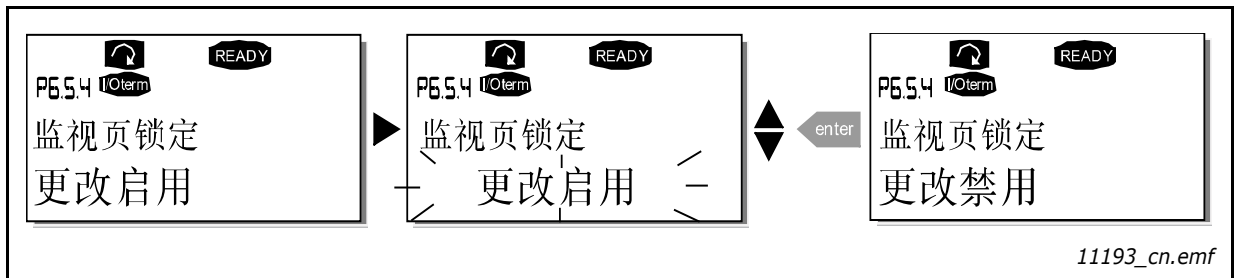 READY
P6.5.4 I/Oterm
监视页锁定
更改启用
READY
P6.5.4 I/Oterm
监视页锁定
更改启用
enter
READY
P6.5.4 I/Oterm
监视页锁定
更改禁用
11193_cn.emf